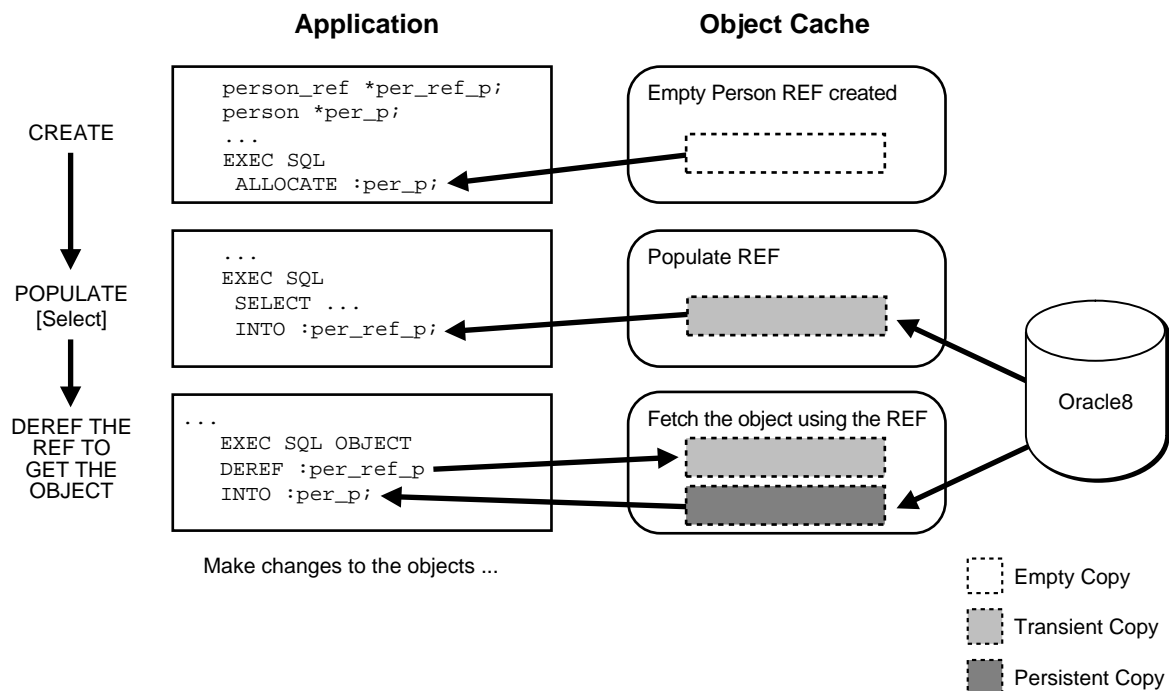 Application
Object Cache
CREATE
person_ref *per_ref_p;
person *per_p;
...
EXEC SQL
ALLOCATE :per_p;
Empty Person REF created
POPULATE
[Select]
...
EXEC SQL
SELECT ...
INTO :per_ref_p;
Populate REF
DEREF THE
REF TO
GET THE
OBJECT
...
EXEC SQL OBJECT
DEREF :per_ref_p
INTO :per_p;
Fetch the object using the REF
Oracle8
Make changes to the objects ...
Empty Copy
Transient Copy
Persistent Copy